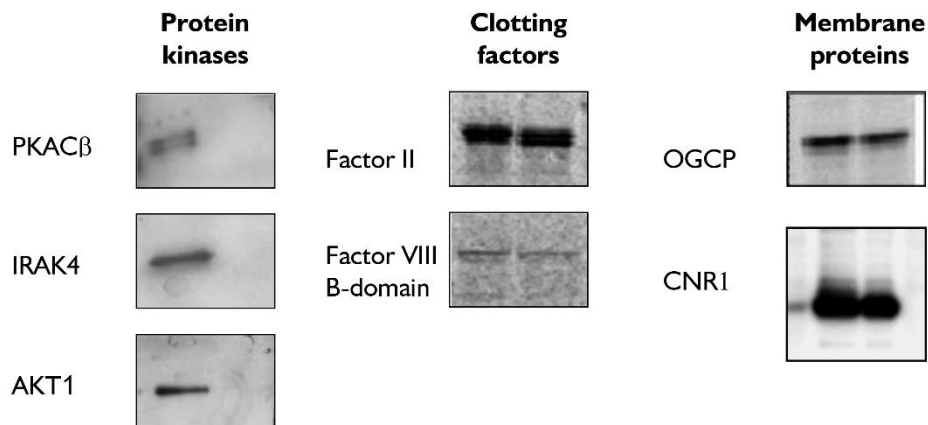 Protein
kinases
PKACβ
IRAK4
AKT1
Clotting
factors
Factor II
Factor VIII
B-domain
Membrane
proteins
OGCP
CNR1